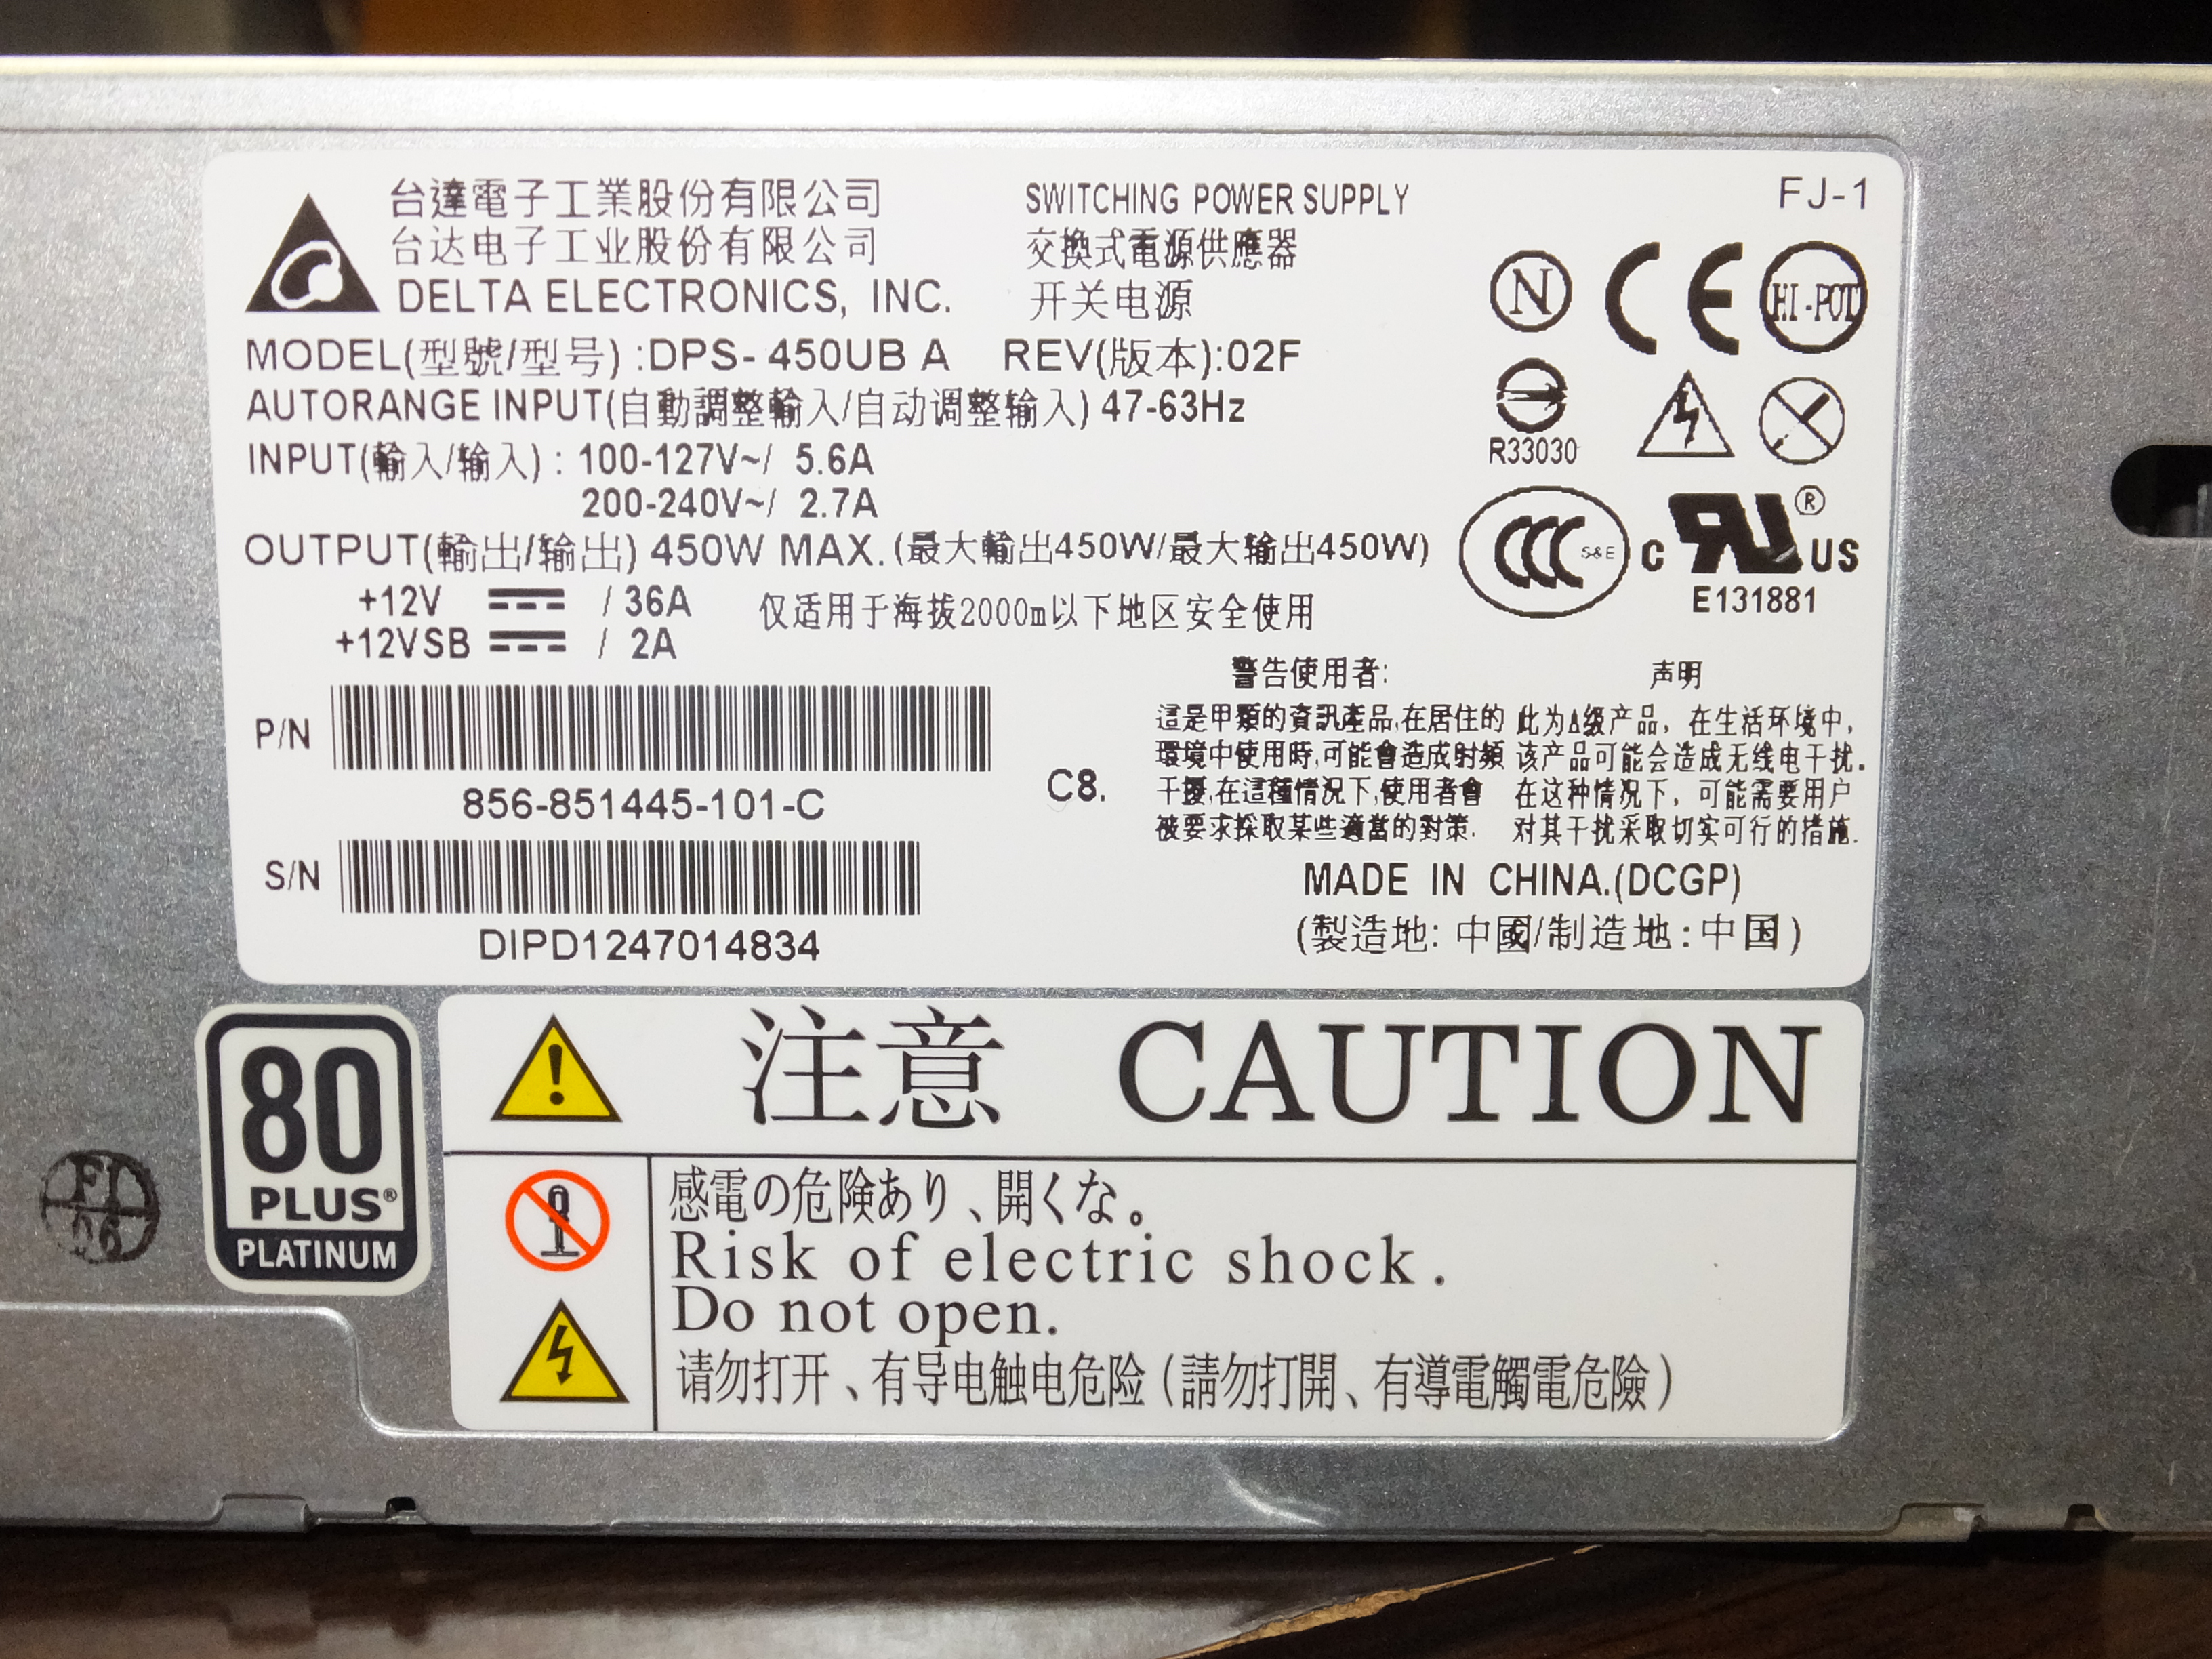 台達電子工業股份有限公司
台达电子工业股份有限公司
DELTA ELECTRONICS, INC.
SWITCHING POWER SUPPLY
交換式電源供應器
开关电源
FJ-1
MODEL(型號/型号) :DPS- 450UB A REV(版本):02F
AUTORANGE INPUT(自動調整輸入/自动调整输入) 47-63Hz
INPUT(輸入/输入) : 100-127V~/ 5.6A
200-240V~/ 2.7A
OUTPUT(輸出/输出) 450W MAX. (最大輸出450W/最大输出450W)
+12V / 36A
+12VSB / 2A
仅适用于海拔2000m以下地区安全使用
N
CE
HI-POT
R33030
CCC S&E
c RU ® US
E131881
P/N
856-851445-101-C
S/N
DIPD1247014834
C8.
警告使用者:
這是甲類的資訊產品,在居住的
環境中使用時,可能會造成射頻
干擾,在這種情況下,使用者會
被要求採取某些適當的對策.
声明
此为A级产品，在生活环境中，
该产品可能会造成无线电干扰.
在这种情况下，可能需要用户
对其干扰采取切实可行的措施.
MADE IN CHINA.(DCGP)
(製造地: 中國/制造地:中国)
80
PLUS®
PLATINUM
FI
06
注意 CAUTION
感電の危険あり、開くな。
Risk of electric shock.
Do not open.
请勿打开、有导电触电危险(請勿打開、有導電觸電危險)